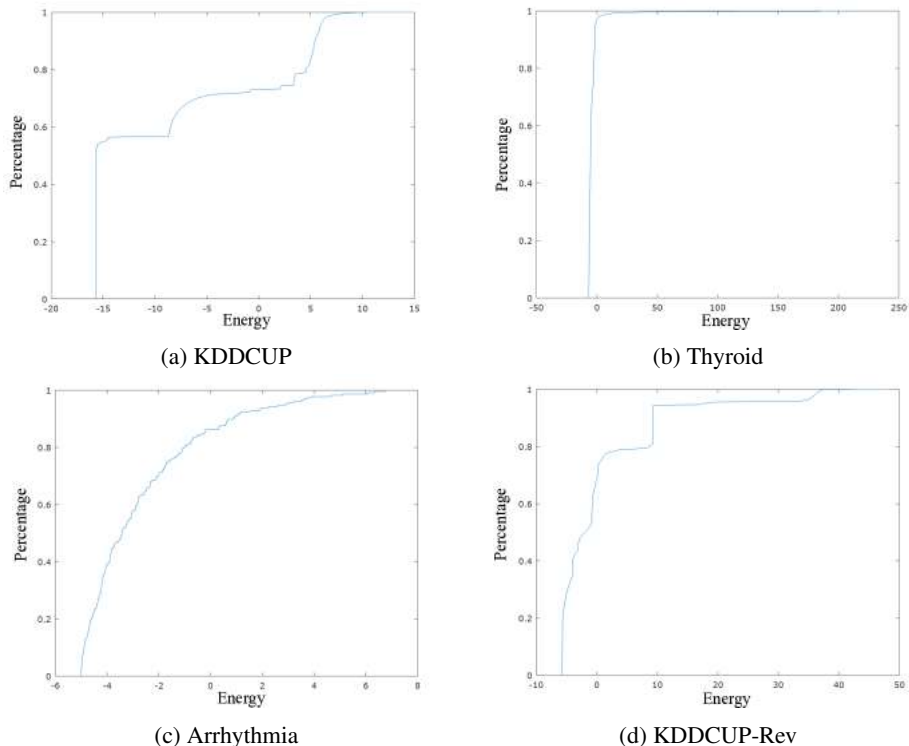 1
0.8
0.6
0.4
0.2
0
Percentage
-20 -15 -10 -5 0 5 10 15
Energy
(a) KDDCUP
1
0.8
0.6
0.4
0.2
0
Percentage
-50 0 50 100 150 200 250
Energy
(b) Thyroid
1
0.8
0.6
0.4
0.2
0
Percentage
-6 -4 -2 0 2 4 6 8
Energy
(c) Arrhythmia
1
0.8
0.6
0.4
0.2
0
Percentage
-10 0 10 20 30 40 50
Energy
(d) KDDCUP-Rev